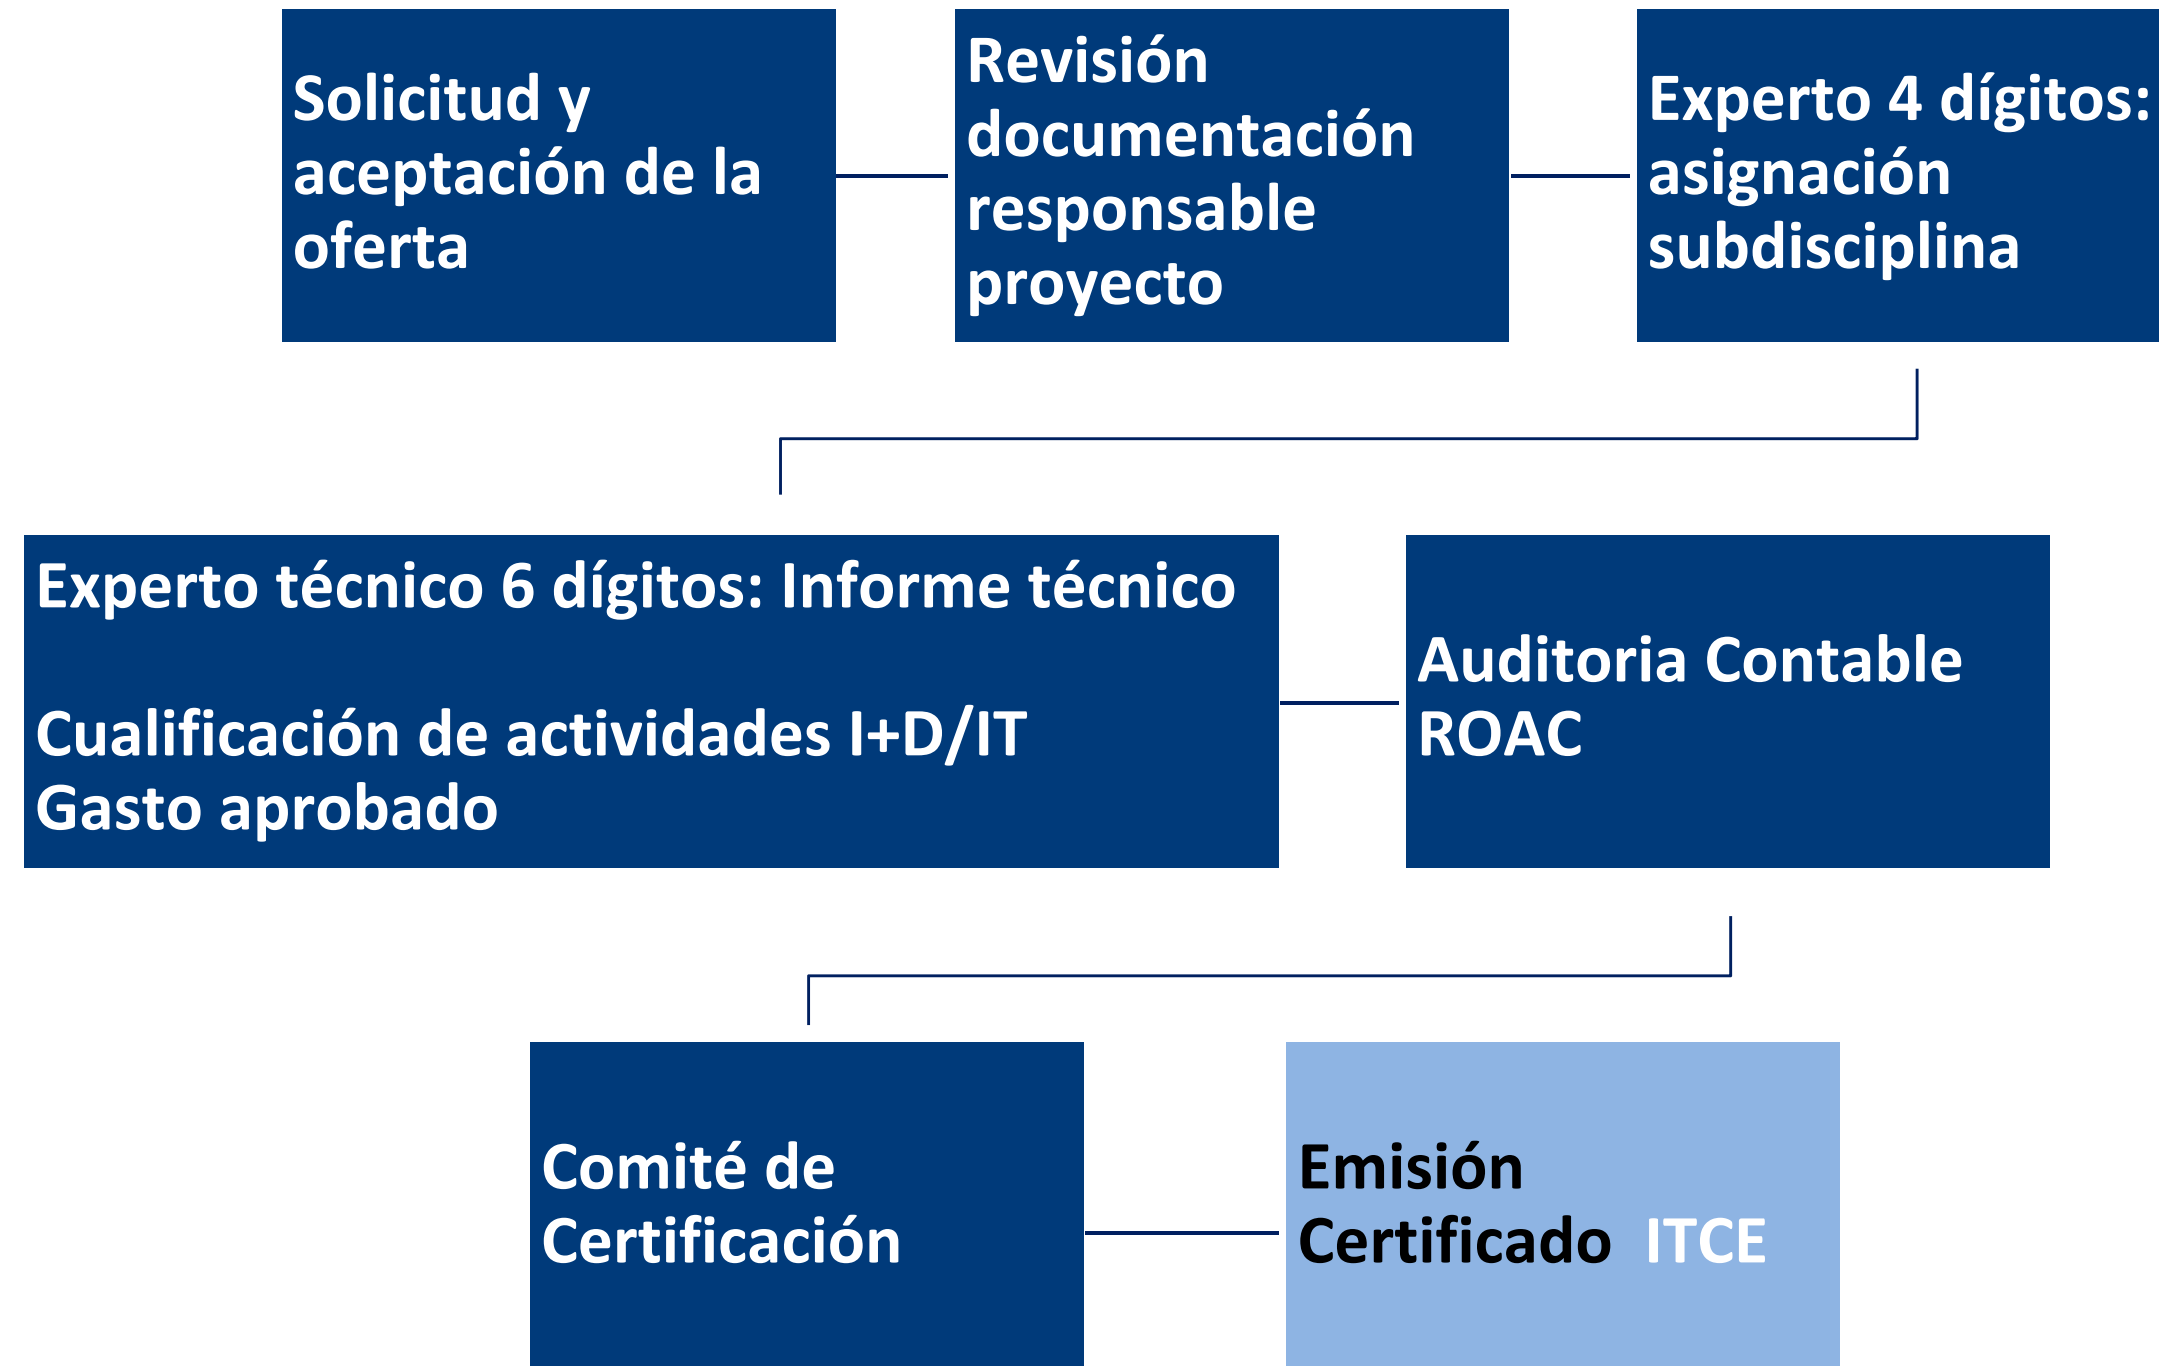 Solicitud y
aceptación de la
oferta
Revisión
documentación
responsable
proyecto
Experto 4 dígitos:
asignación
subdisciplina
Experto técnico 6 dígitos: Informe técnico
Cualificación de actividades I+D/IT
Gasto aprobado
Auditoria Contable
ROAC
Comité de
Certificación
Emisión
Certificado ITCE